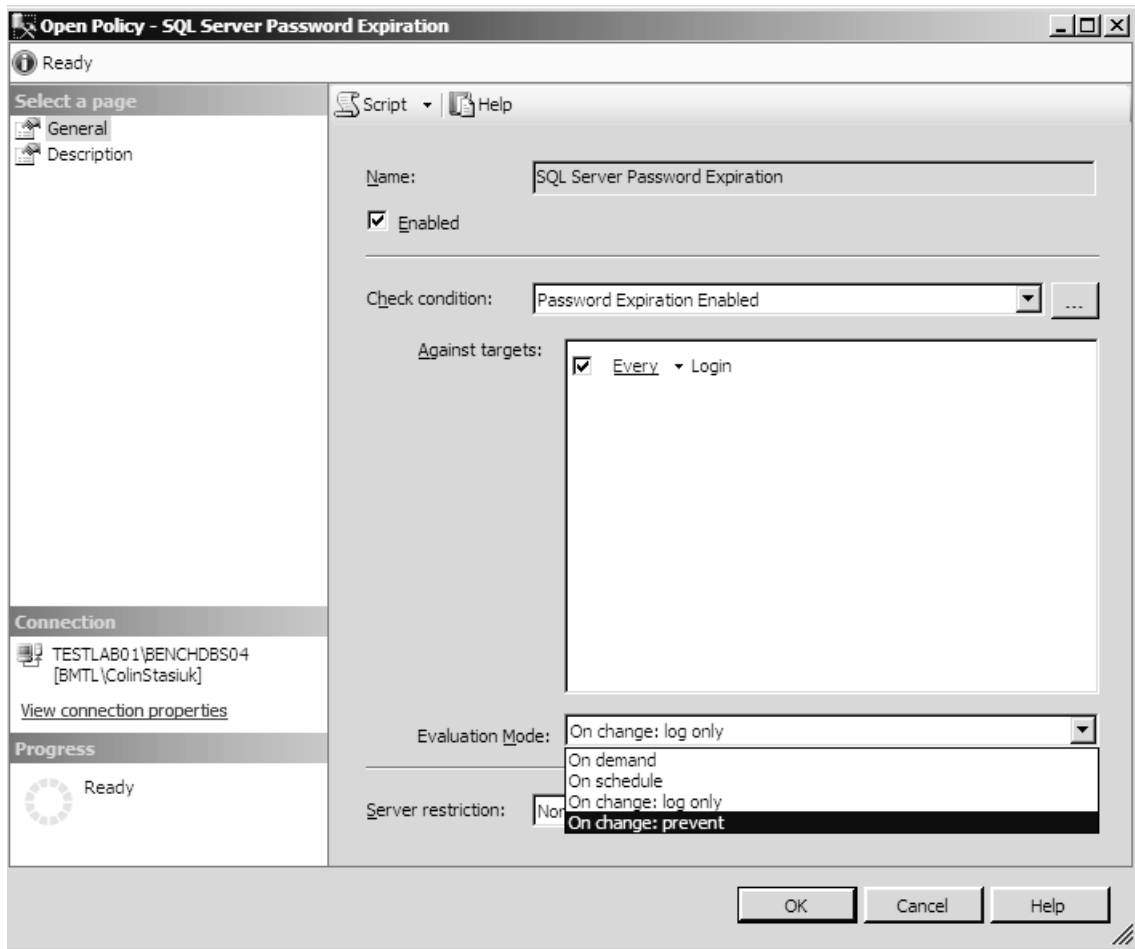 Open Policy - SQL Server Password Expiration
Ready
Select a page
General
Description
Script
Help
Name:
SQL Server Password Expiration
Enabled
Check condition:
Password Expiration Enabled
...
Against targets:
Every Login
Connection
TESTLAB01\BENCHDBS04
[BMTL\ColinStasiuk]
View connection properties
Progress
Ready
Evaluation Mode:
On change: log only
On demand
On schedule
On change: log only
On change: prevent
Server restriction:
OK
Cancel
Help